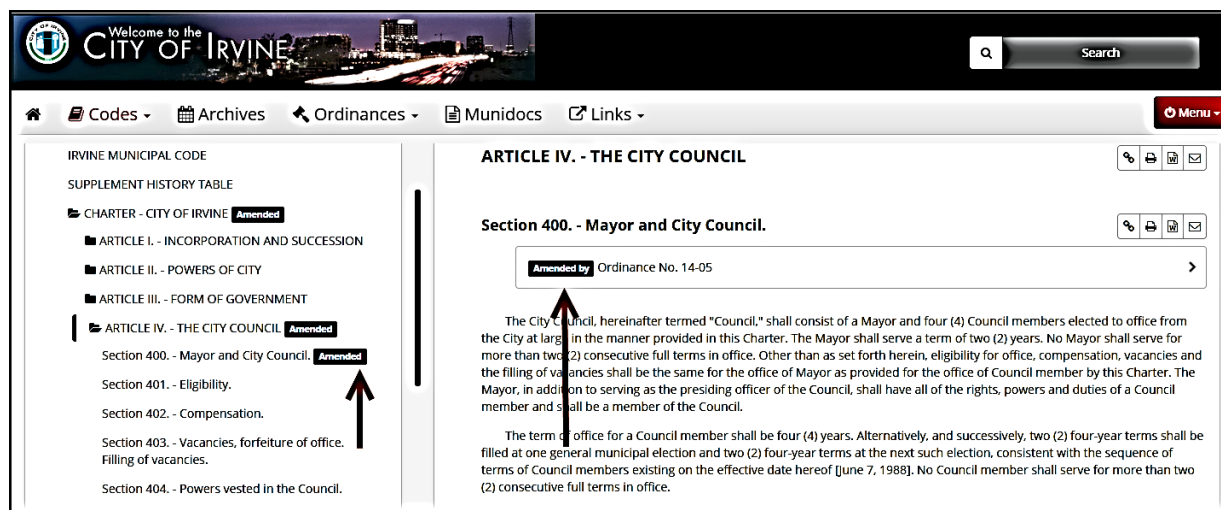 Welcome to the
CITY OF IRVINE
Search
Codes
Archives
Ordinances
Munidocs
Links
Menu
IRVINE MUNICIPAL CODE
SUPPLEMENT HISTORY TABLE
CHARTER - CITY OF IRVINE Amended
ARTICLE I. - INCORPORATION AND SUCCESSION
ARTICLE II. - POWERS OF CITY
ARTICLE III. - FORM OF GOVERNMENT
ARTICLE IV. - THE CITY COUNCIL Amended
Section 400. - Mayor and City Council. Amended
Section 401. - Eligibility.
Section 402. - Compensation.
Section 403. - Vacancies, forfeiture of office.
Filling of vacancies.
Section 404. - Powers vested in the Council.
ARTICLE IV. - THE CITY COUNCIL
Section 400. - Mayor and City Council.
Amended by Ordinance No. 14-05
The City Council, hereinafter termed "Council," shall consist of a Mayor and four (4) Council members elected to office from
the City at large in the manner provided in this Charter. The Mayor shall serve a term of two (2) years. No Mayor shall serve for
more than two (2) consecutive full terms in office. Other than as set forth herein, eligibility for office, compensation, vacancies and
the filling of vacancies shall be the same for the office of Mayor as provided for the office of Council member by this Charter. The
Mayor, in addition to serving as the presiding officer of the Council, shall have all of the rights, powers and duties of a Council
member and shall be a member of the Council.
The term of office for a Council member shall be four (4) years. Alternatively, and successively, two (2) four-year terms shall be
filled at one general municipal election and two (2) four-year terms at the next such election, consistent with the sequence of
terms of Council members existing on the effective date hereof [June 7, 1988]. No Council member shall serve for more than two
(2) consecutive full terms in office.